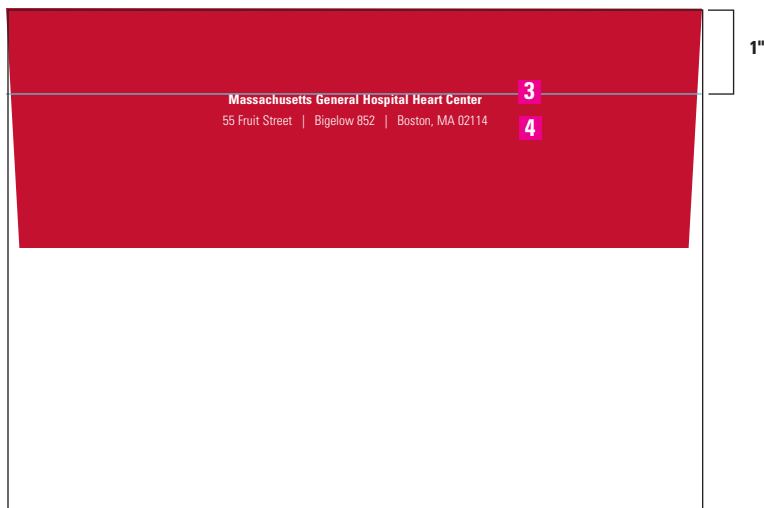 1"
Massachusetts General Hospital Heart Center 3
55 Fruit Street | Bigelow 852 | Boston, MA 02114 4